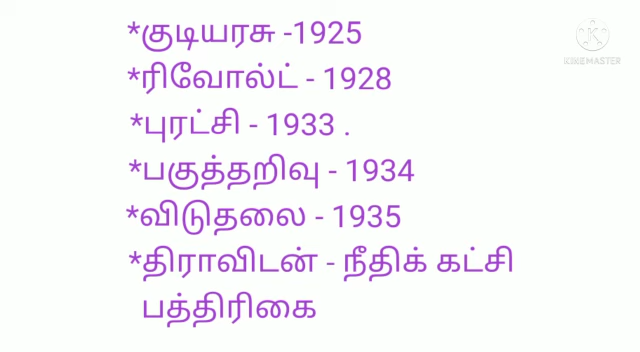 *குடியரசு -1925
*ரிவோல்ட் - 1928
*புரட்சி - 1933 .
*பகுத்தறிவு - 1934
*விடுதலை - 1935
*திராவிடன் - நீதிக் கட்சி
பத்திரிகை
KINEMASTER